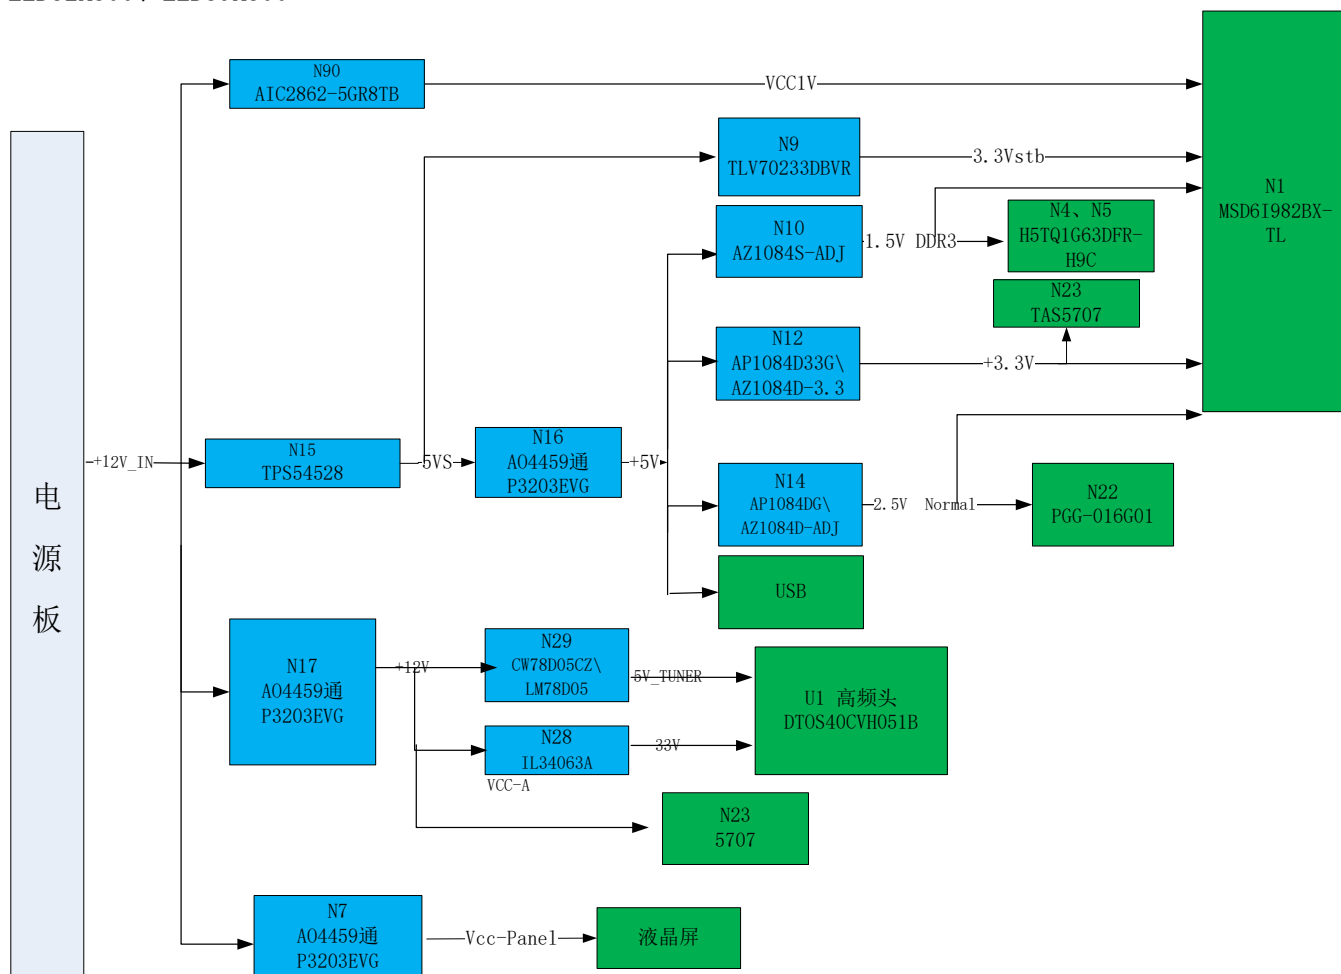 N90
AIC2862-5GR8TB
VCC1V
N9
TLV70233DBVR
3.3Vstb
N1
MSD6I982BX-
TL
N10
AZ1084S-ADJ
1.5V DDR3
N4、N5
H5TQ1G63DFR-
H9C
N23
TAS5707
N12
AP1084D33G\
AZ1084D-3.3
+3.3V
+12V_IN
N15
TPS54528
5VS
N16
AO4459通
P3203EVG
+5V
N14
AP1084DG\
AZ1084D-ADJ
2.5V Normal
N22
PGG-016G01
USB
电
源
板
N17
AO4459通
P3203EVG
+12V
N29
CW78D05CZ\
LM78D05
5V_TUNER
U1 高频头
DTOS40CVH051B
N28
IL34063A
33V
VCC-A
N23
5707
N7
AO4459通
P3203EVG
Vcc-Panel
液晶屏